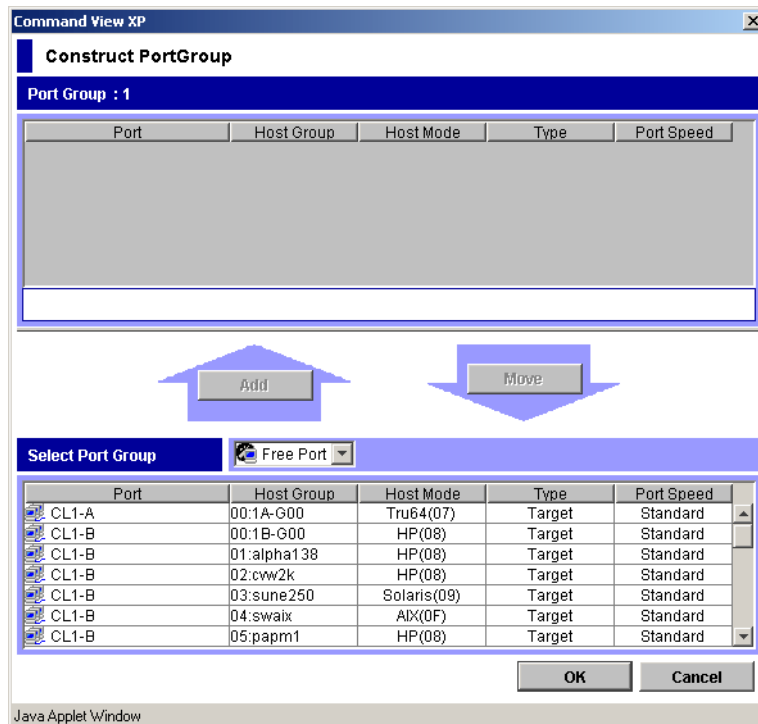 Command View XP
Construct PortGroup
Port Group : 1
Port Host Group Host Mode Type Port Speed
Add Move
Select Port Group Free Port
Port Host Group Host Mode Type Port Speed
CL1-A 00:1A-G00 Tru64(07) Target Standard
CL1-B 00:1B-G00 HP(08) Target Standard
CL1-B 01:alpha138 HP(08) Target Standard
CL1-B 02:cvw2k HP(08) Target Standard
CL1-B 03:sune250 Solaris(09) Target Standard
CL1-B 04:swaix AIX(0F) Target Standard
CL1-B 05:papm1 HP(08) Target Standard
OK Cancel
Java Applet Window